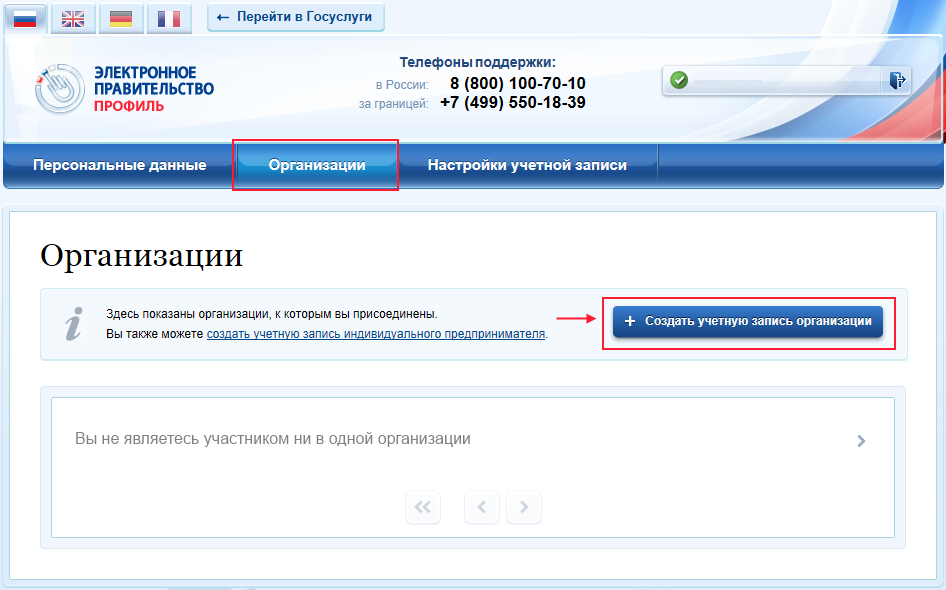 ← Перейти в Госуслуги
ЭЛЕКТРОННОЕ
ПРАВИТЕЛЬСТВО
ПРОФИЛЬ
Телефоны поддержки:
в России: 8 (800) 100-70-10
за границей: +7 (499) 550-18-39
Персональные данные
Организации
Настройки учетной записи
Организации
Здесь показаны организации, к которым вы присоединены.
Вы также можете создать учетную запись индивидуального предпринимателя.
+ Создать учетную запись организации
Вы не являетесь участником ни в одной организации